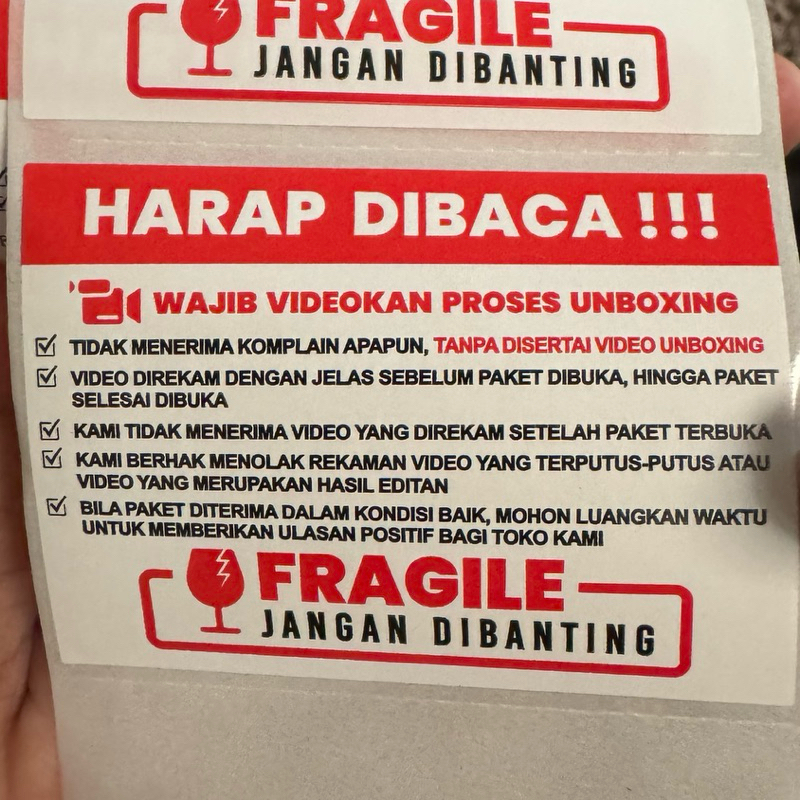 FRAGILE
JANGAN DIBANTING
HARAP DIBACA !!!
WAJIB VIDEOKAN PROSES UNBOXING
TIDAK MENERIMA KOMPLAIN APAPUN, TANPA DISERTAI VIDEO UNBOXING
VIDEO DIREKAM DENGAN JELAS SEBELUM PAKET DIBUKA, HINGGA PAKET
SELESAI DIBUKA
KAMI TIDAK MENERIMA VIDEO YANG DIREKAM SETELAH PAKET TERBUKA
KAMI BERHAK MENOLAK REKAMAN VIDEO YANG TERPUTUS-PUTUS ATAU
VIDEO YANG MERUPAKAN HASIL EDITAN
BILA PAKET DITERIMA DALAM KONDISI BAIK, MOHON LUANGKAN WAKTU
UNTUK MEMBERIKAN ULASAN POSITIF BAGI TOKO KAMI
FRAGILE
JANGAN DIBANTING